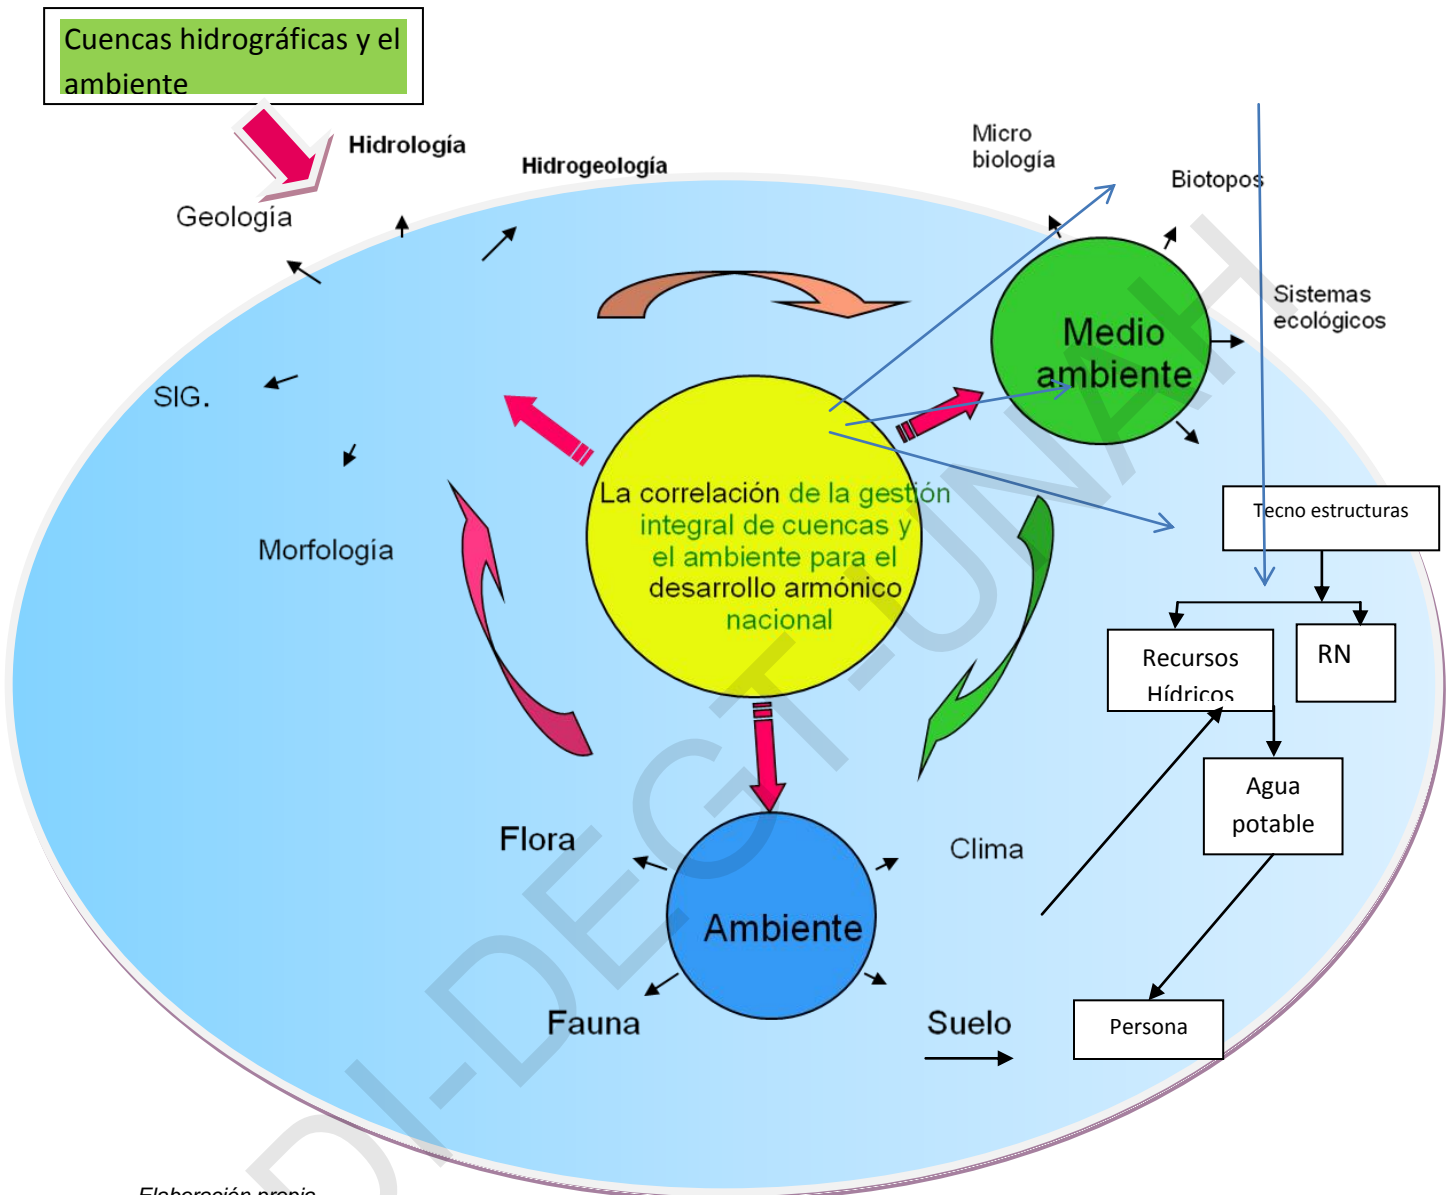 Cuencas hidrográficas y el
ambiente
Hidrología
Hidrogeología
Geología
SIG.
Morfología
Micro
biología
Biotopos
Sistemas
ecológicos
Medio
ambiente
La correlación de la gestión
integral de cuencas y
el ambiente para el
desarrollo armónico
nacional
Tecno estructuras
Recursos
Hídricos
RN
Agua
potable
Persona
Flora
Clima
Ambiente
Fauna
Suelo
DI-DEGT-UNAH
Elaboración propia